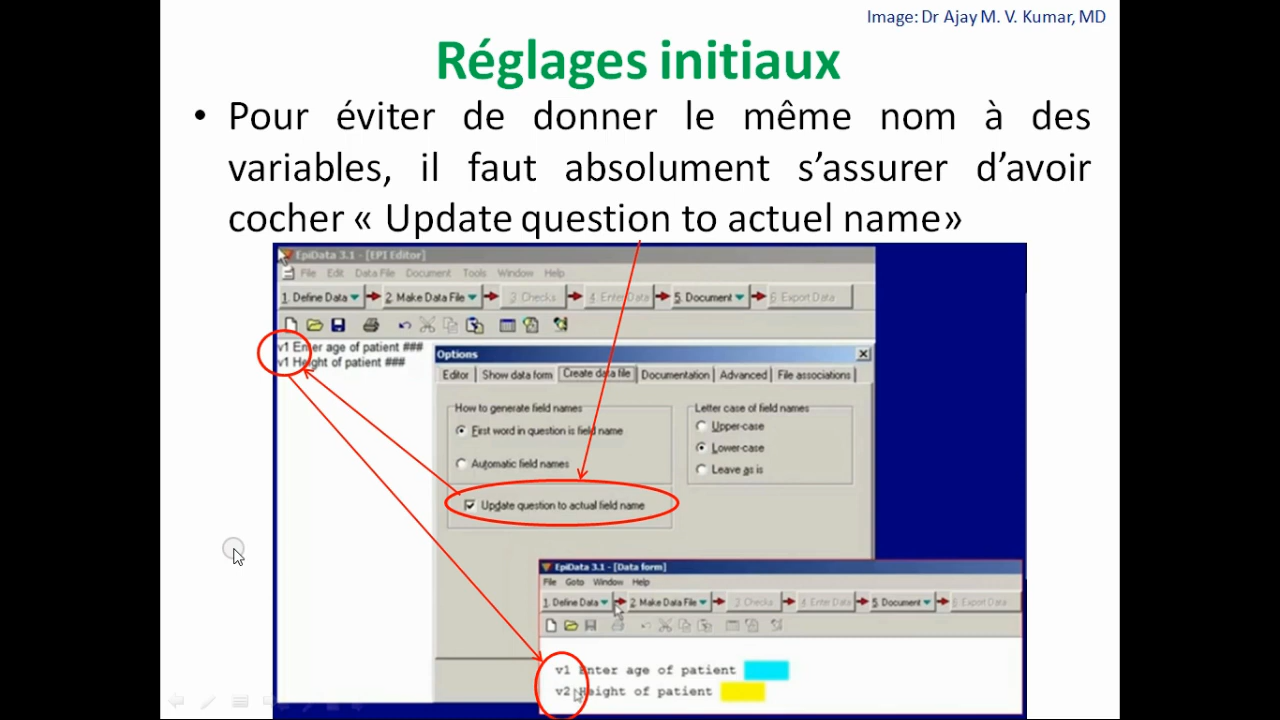 Image: Dr Ajay M. V. Kumar, MD
Réglages initiaux
• Pour éviter de donner le même nom à des
variables, il faut absolument s’assurer d’avoir
cocher « Update question to actuel name»
EpiData 3.1 - [EPI Editor]
File Edit Data File Document Tools Window Help
1. Define Data 2. Make Data File 3 Checks 4 Enter Data 5. Document 6 Export Data
v1 Enter age of patient ###
v1 Height of patient ###
Options
Editor Show data form Create data file Documentation Advanced File associations
How to generate field names
First word in question is field name
Automatic field names
Update question to actual field name
Letter case of field names
Upper-case
Lower-case
Leave as is
EpiData 3.1 - [Data form]
File Goto Window Help
1. Define Data 2. Make Data File 3 Checks 4 Enter Data 5. Document 6 Export Data
v1 Enter age of patient
v2 Height of patient